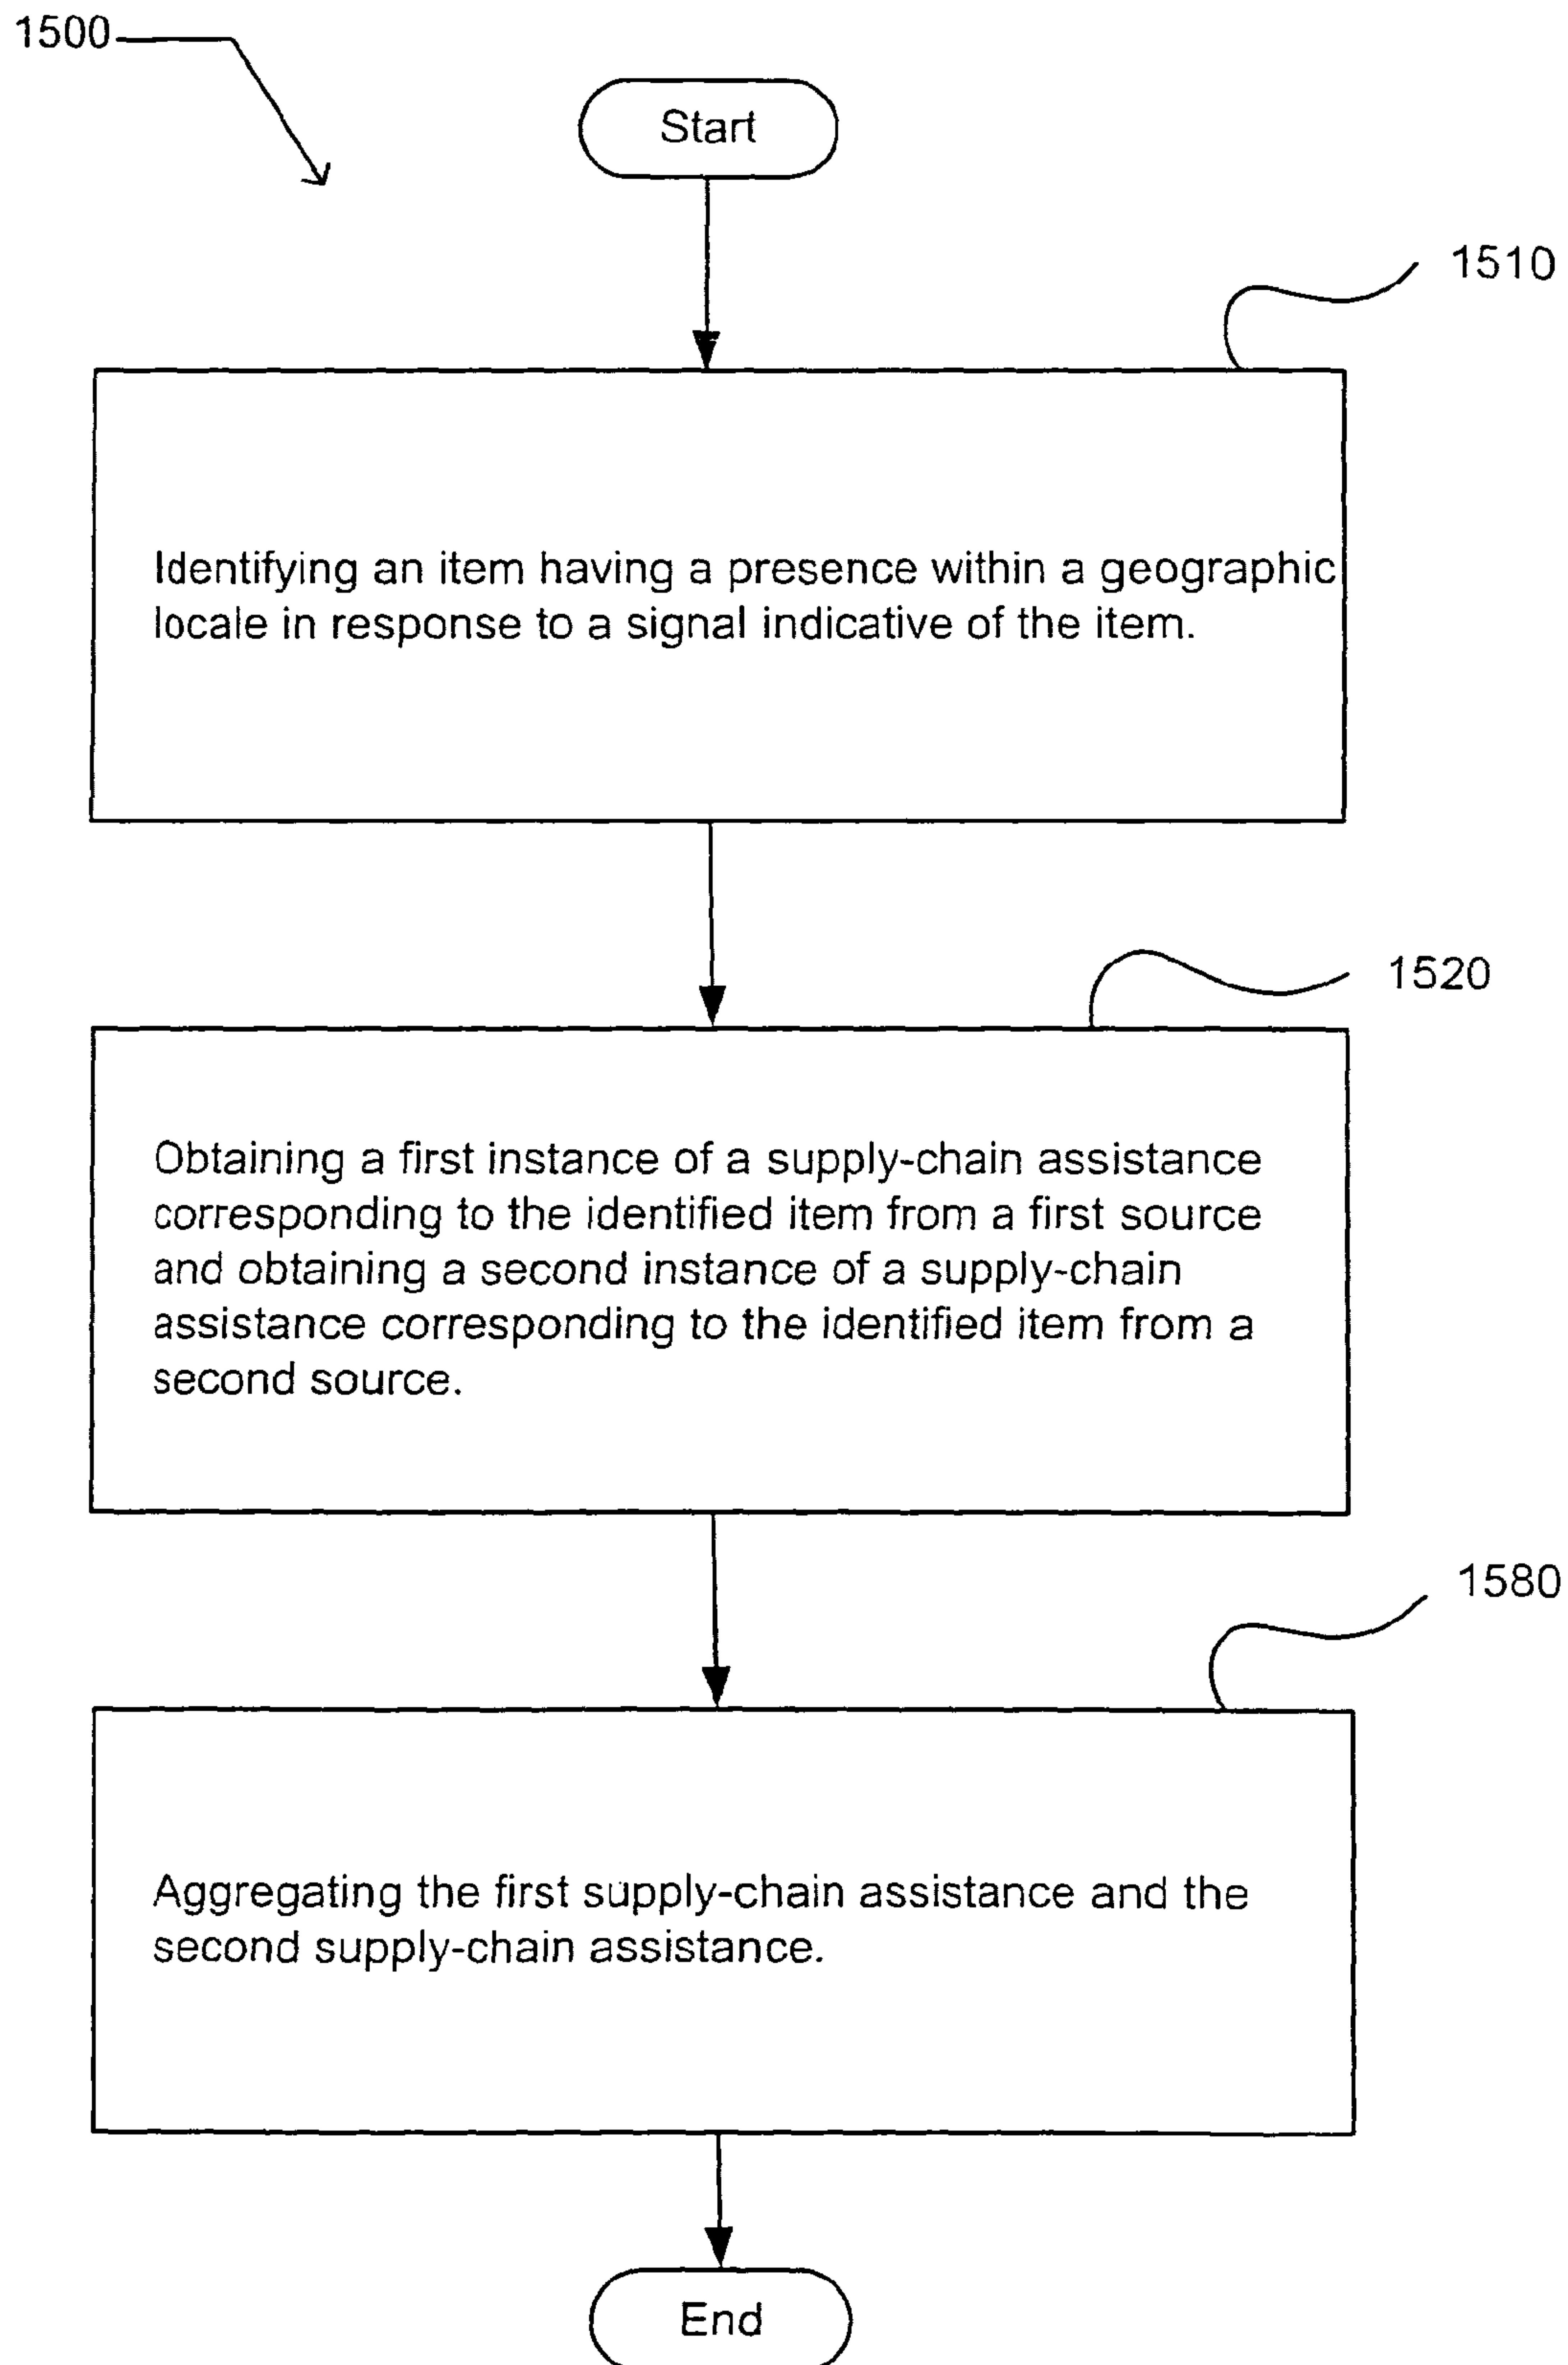 1500
Start
1510
Identifying an item having a presence within a geographic
locale in response to a signal indicative of the item.
1520
Obtaining a first instance of a supply-chain assistance
corresponding to the identified item from a first source
and obtaining a second instance of a supply-chain
assistance corresponding to the identified item from a
second source.
1580
Aggregating the first supply-chain assistance and the
second supply-chain assistance.
End